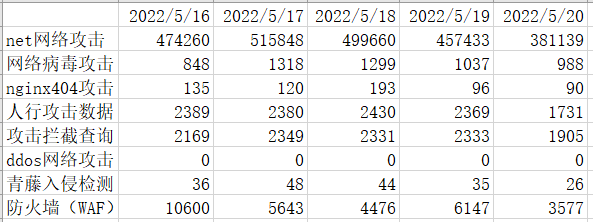 2022/5/16 2022/5/17 2022/5/18 2022/5/19 2022/5/20
net网络攻击 474260 515848 499660 457433 381139
网络病毒攻击 848 1318 1299 1037 988
nginx404攻击 135 120 193 96 90
人行攻击数据 2389 2380 2430 2369 1731
攻击拦截查询 2169 2349 2331 2333 1905
ddos网络攻击 0 0 0 0 0
青藤入侵检测 36 48 44 35 26
防火墙（WAF） 10600 5643 4476 6147 3577